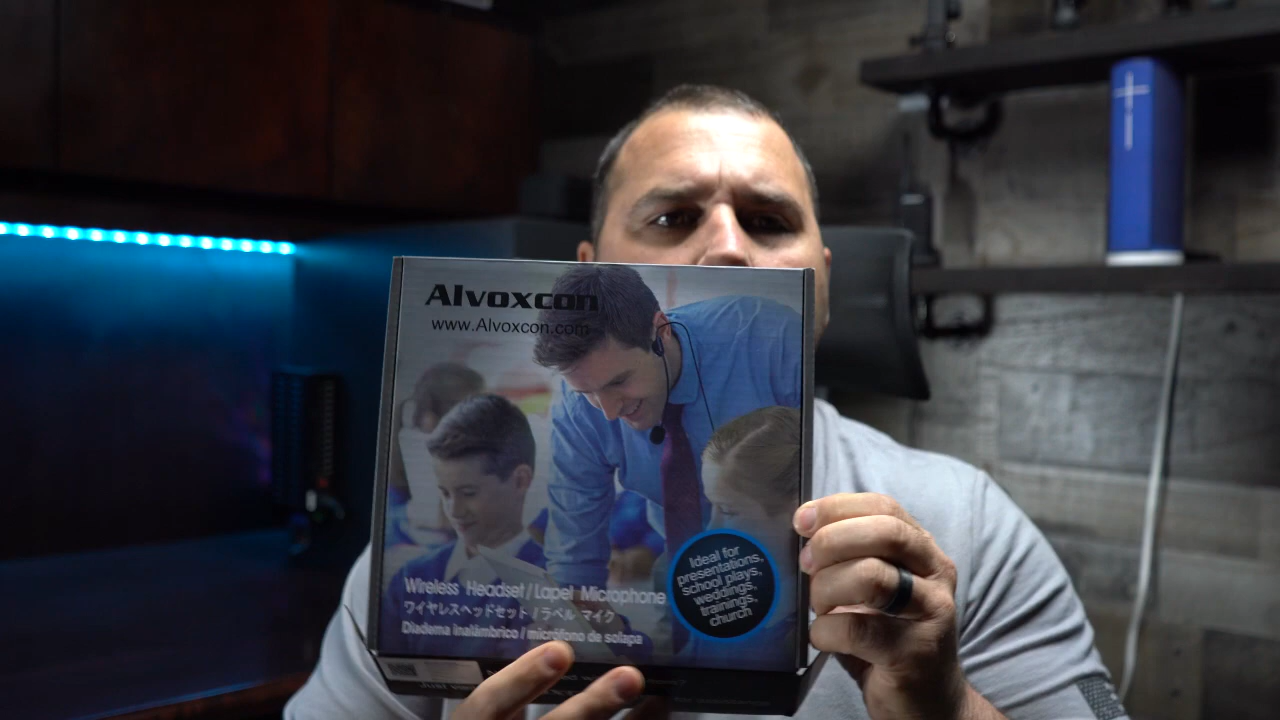 Alvoxcon
www.Alvoxcon.com
Ideal for
presentations,
school plays,
weddings,
trainings,
church
Wireless Headset / Lapel Microphone
ワイヤレスヘッドセット / ラペル マイク
Diadema inalámbrico / micrófono de solapa